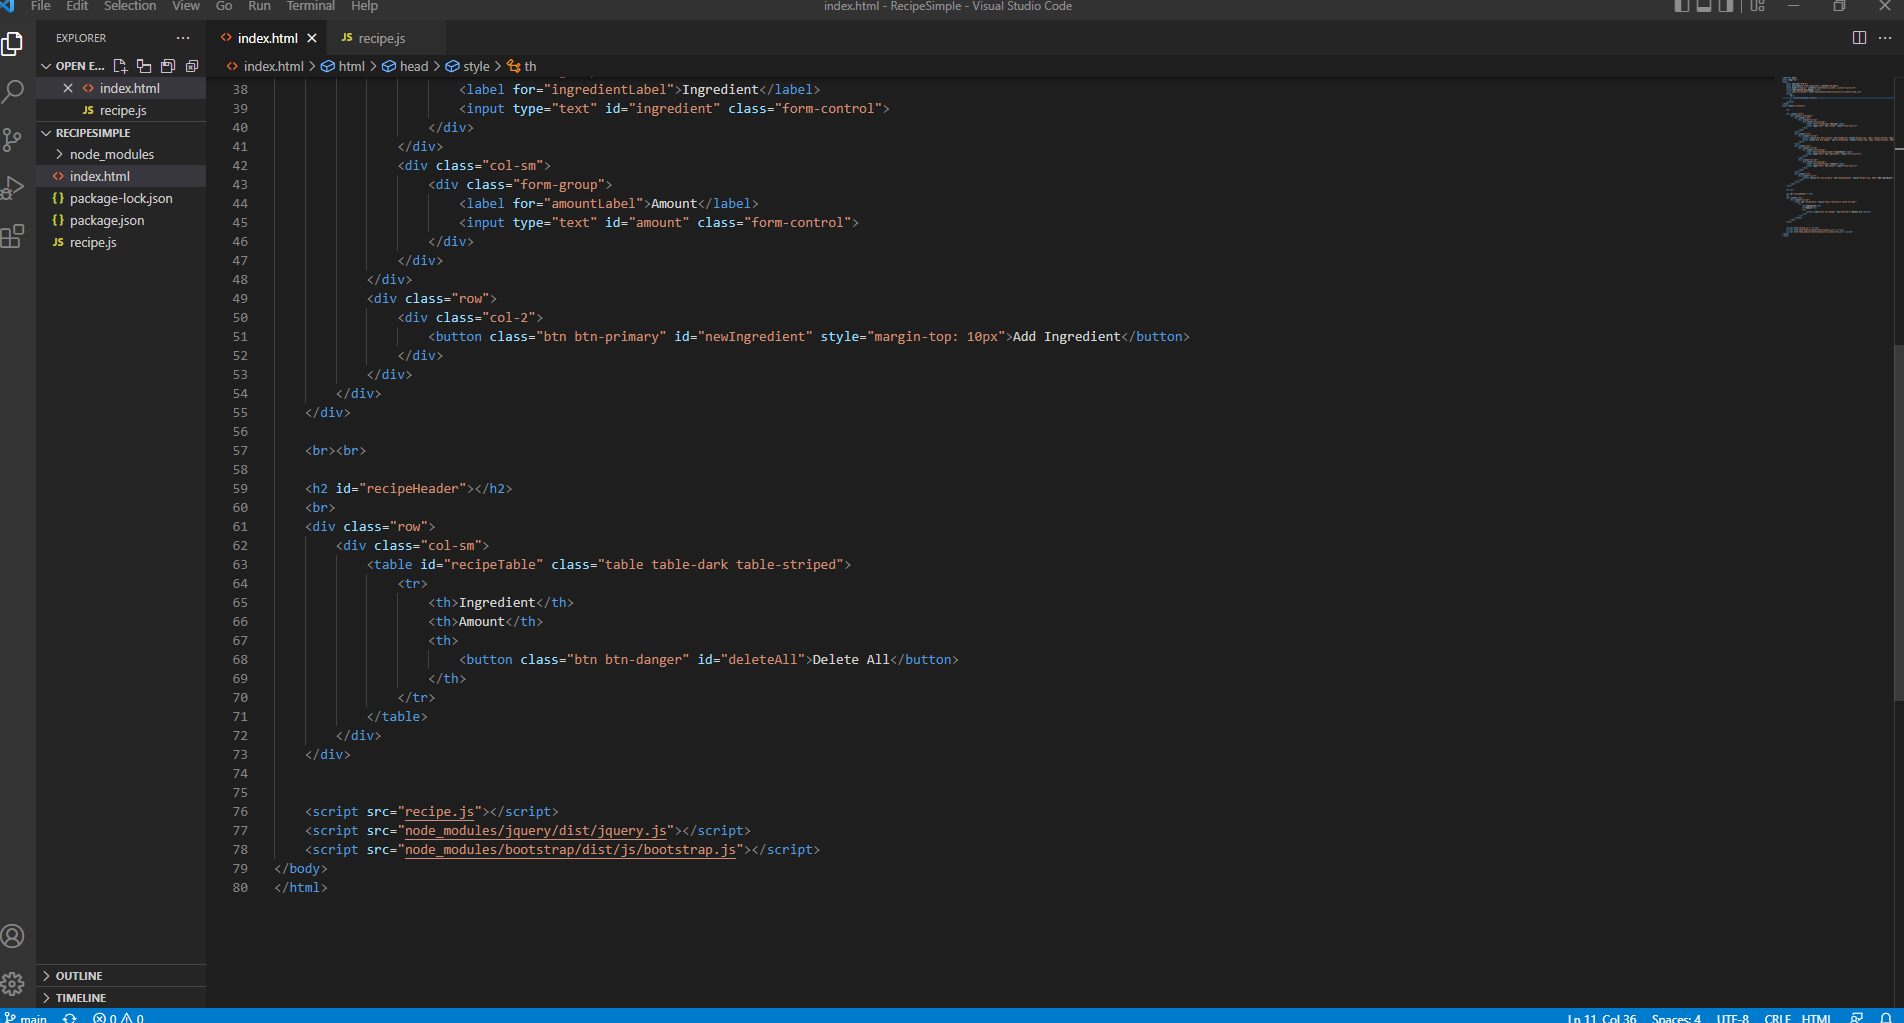 File Edit Selection View Go Run Terminal Help
index.html - RecipeSimple - Visual Studio Code
EXPLORER
index.html
JS recipe.js
OPEN E...
index.html > html > head > style > th
index.html
JS recipe.js
RECIPESIMPLE
node_modules
index.html
{} package-lock.json
{} package.json
JS recipe.js
38 <label for="ingredientLabel">Ingredient</label>
39 <input type="text" id="ingredient" class="form-control">
40 </div>
41 </div>
42 <div class="col-sm">
43 <div class="form-group">
44 <label for="amountLabel">Amount</label>
45 <input type="text" id="amount" class="form-control">
46 </div>
47 </div>
48 </div>
49 <div class="row">
50 <div class="col-2">
51 <button class="btn btn-primary" id="newIngredient" style="margin-top: 10px">Add Ingredient</button>
52 </div>
53 </div>
54 </div>
55 </div>
56
57 <br><br>
58
59 <h2 id="recipeHeader"></h2>
60 <br>
61 <div class="row">
62 <div class="col-sm">
63 <table id="recipeTable" class="table table-dark table-striped">
64 <tr>
65 <th>Ingredient</th>
66 <th>Amount</th>
67 <th>
68 <button class="btn btn-danger" id="deleteAll">Delete All</button>
69 </th>
70 </tr>
71 </table>
72 </div>
73 </div>
74
75
76 <script src="recipe.js"></script>
77 <script src="node_modules/jquery/dist/jquery.js"></script>
78 <script src="node_modules/bootstrap/dist/js/bootstrap.js"></script>
79 </body>
80 </html>
OUTLINE
TIMELINE
main 0 0 Ln 11, Col 36 Spaces: 4 UTF-8 CRLF HTML